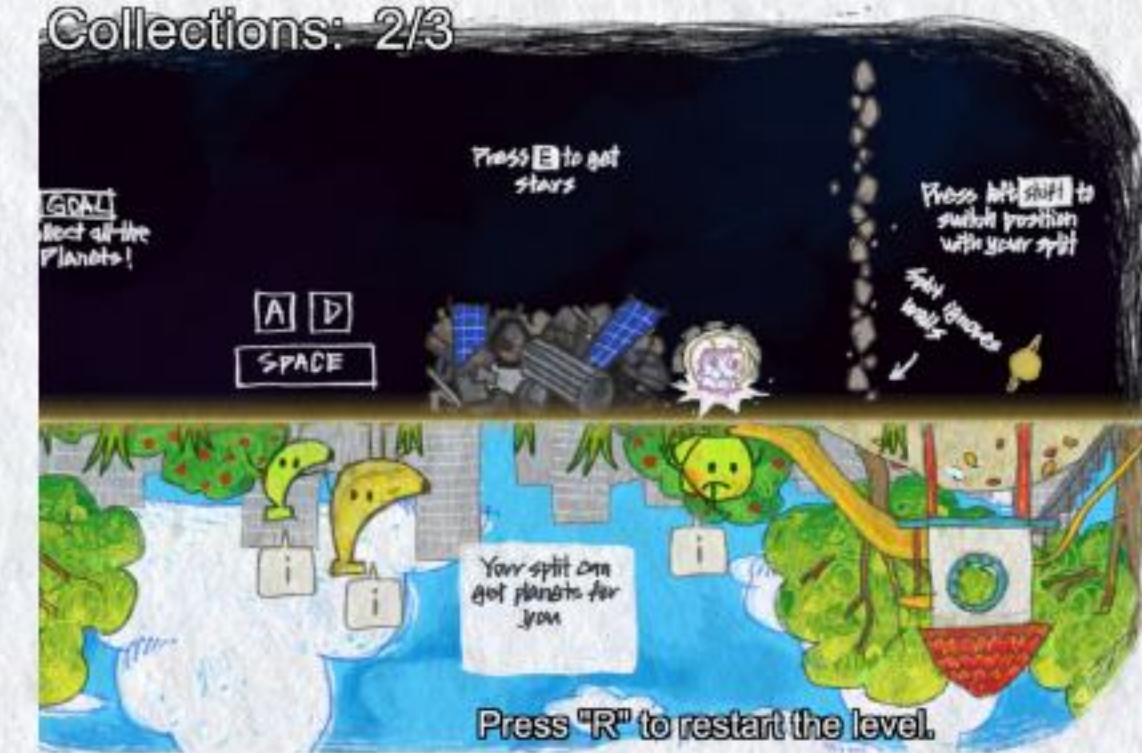 Collections: 2/3
Press E to get
stars
GOAL
llect all the
Planets!
Press left shift to
switch position
with your split
Split ignores
walls
A D
SPACE
i
i
i
Your split can
get planets for
you
Press "R" to restart the level.